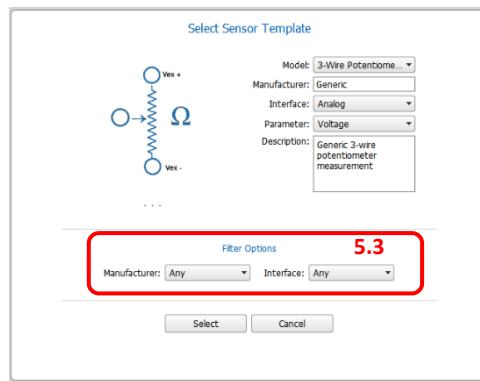 Select Sensor Template
Vex +
Ω
Vex -
Model: 3-Wire Potentiome...
Manufacturer: Generic
Interface: Analog
Parameter: Voltage
Description: Generic 3-wire
potentiometer
measurement
. . .
Filter Options
5.3
Manufacturer: Any Interface: Any
Select Cancel